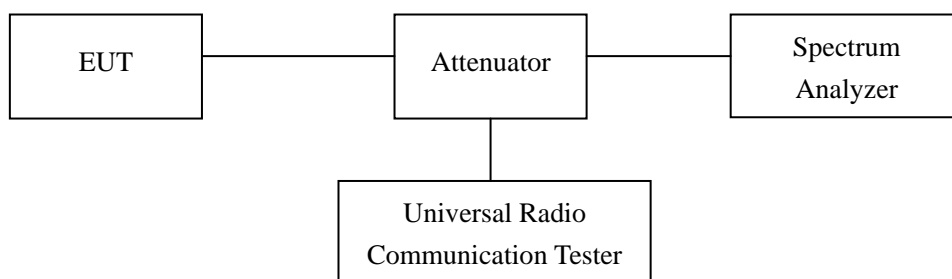 EUT
Attenuator
Spectrum
Analyzer
Universal Radio
Communication Tester